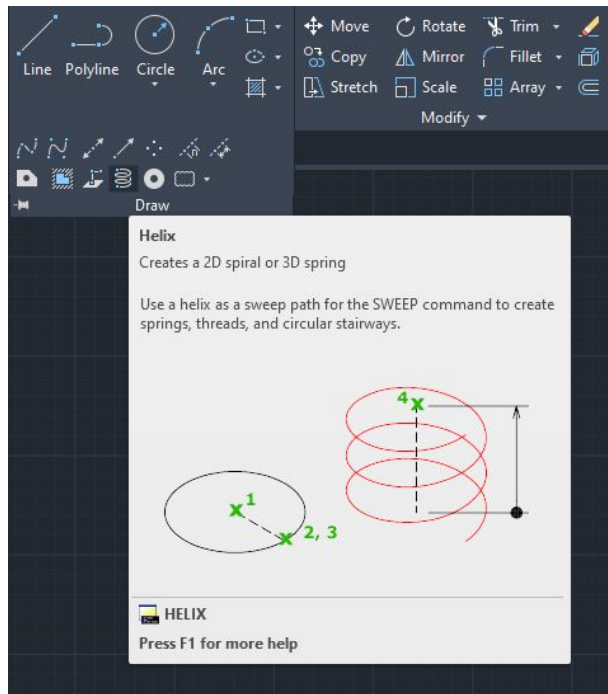 Line Polyline Circle Arc
Move Rotate Trim
Copy Mirror Fillet
Stretch Scale Array
Modify
Draw
Helix
Creates a 2D spiral or 3D spring
Use a helix as a sweep path for the SWEEP command to create
springs, threads, and circular stairways.
4
1
2, 3
HELIX
Press F1 for more help